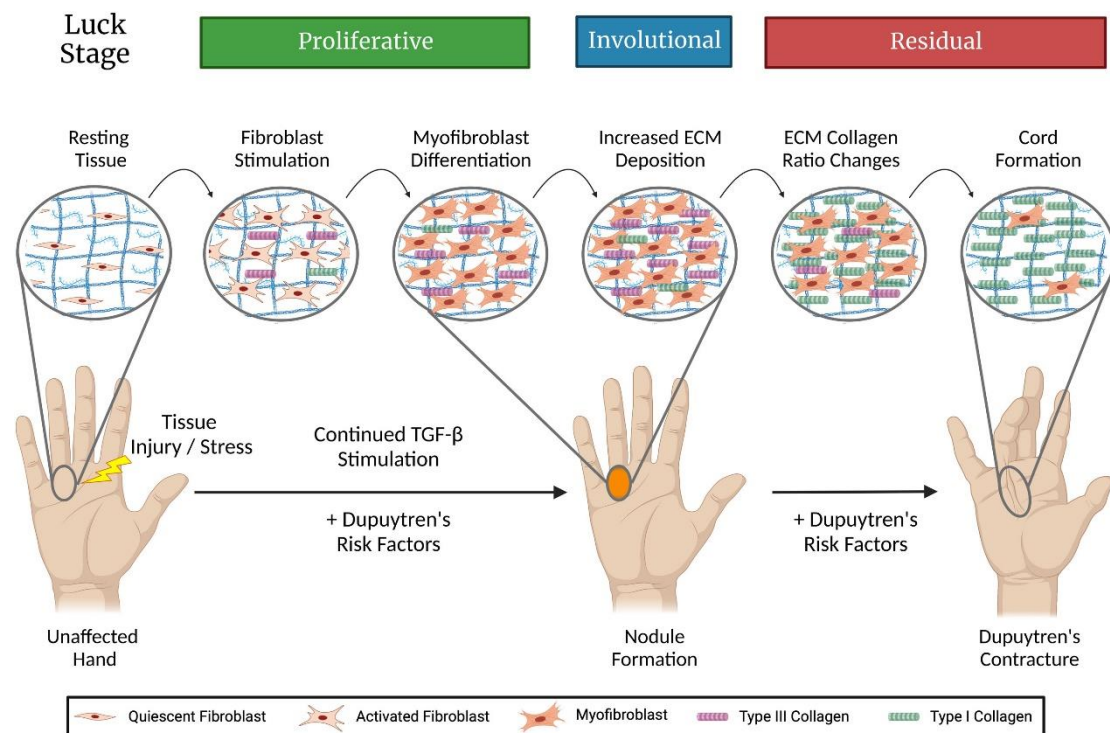 Luck
Stage
Proliferative
Involutional
Residual
Resting
Tissue
Fibroblast
Stimulation
Myofibroblast
Differentiation
Increased ECM
Deposition
ECM Collagen
Ratio Changes
Cord
Formation
Tissue
Injury / Stress
Continued TGF-β
Stimulation
+ Dupuytren's
Risk Factors
+ Dupuytren's
Risk Factors
Unaffected
Hand
Nodule
Formation
Dupuytren's
Contracture
Quiescent Fibroblast
Activated Fibroblast
Myofibroblast
Type III Collagen
Type I Collagen